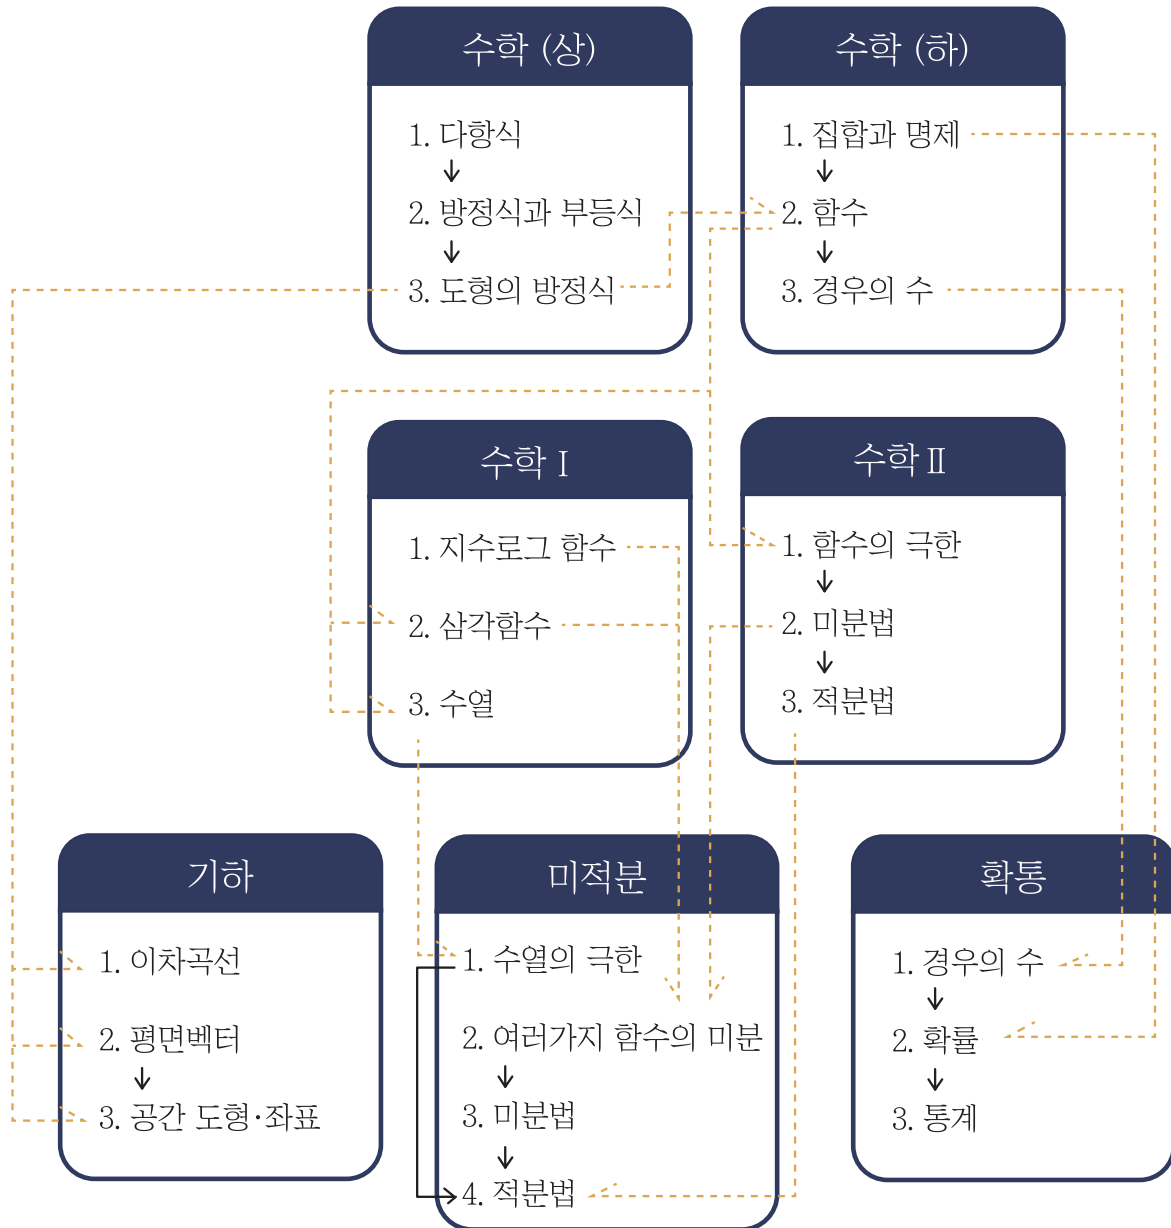 수학 (상)
1. 다항식
2. 방정식과 부등식
3. 도형의 방정식
수학 (하)
1. 집합과 명제
2. 함수
3. 경우의 수
수학 I
1. 지수로그 함수
2. 삼각함수
3. 수열
수학 II
1. 함수의 극한
2. 미분법
3. 적분법
기하
1. 이차곡선
2. 평면벡터
3. 공간 도형·좌표
미적분
1. 수열의 극한
2. 여러가지 함수의 미분
3. 미분법
4. 적분법
확통
1. 경우의 수
2. 확률
3. 통계